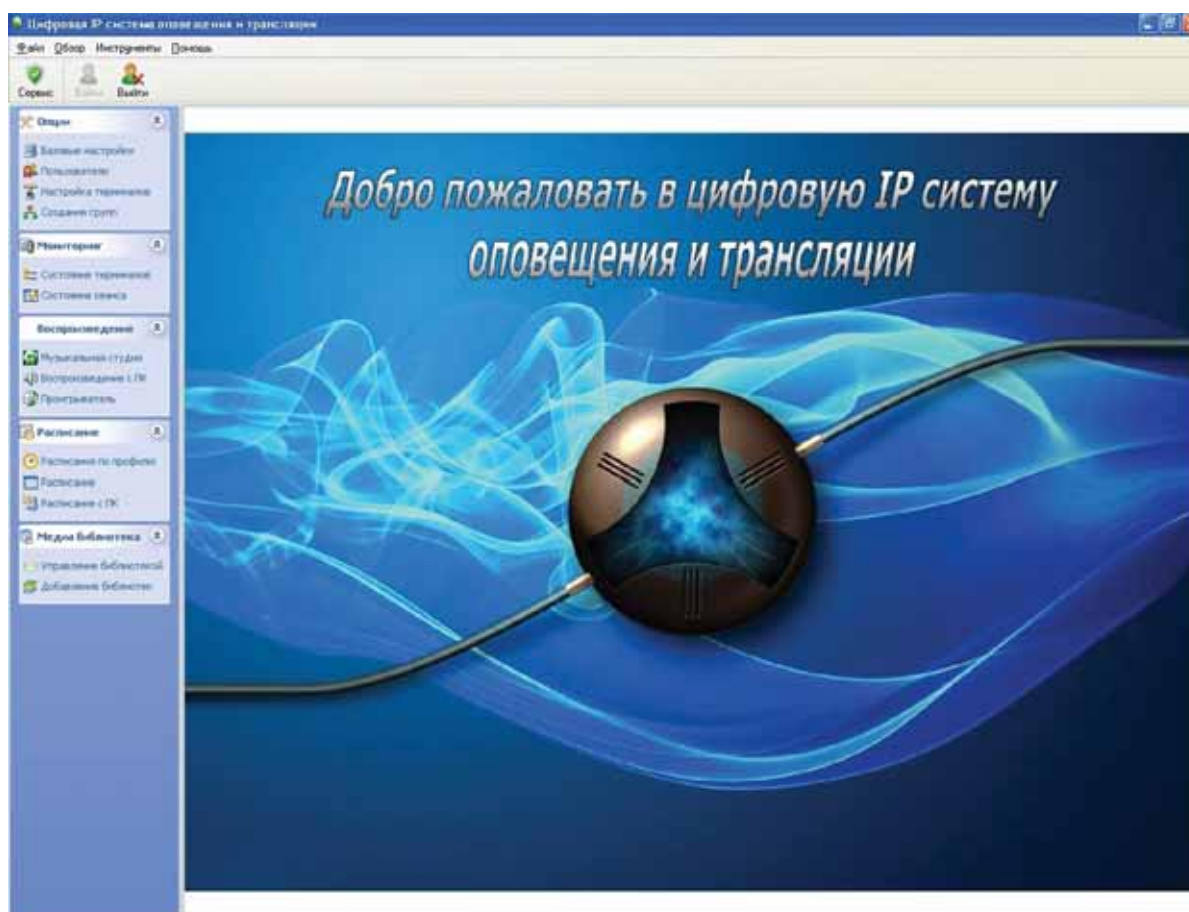 Цифровая IP система оповещения и трансляции
Файл Обзор Инструменты Помощь
Сервис Войти Выйти
Опции
Базовые настройки
Пользователи
Настройка терминалов
Создание групп
Мониторинг
Состояние терминалов
Состояние сеанса
Воспроизведение
Музыкальная студия
Воспроизведение с ПК
Проигрыватель
Расписание
Расписание по профилю
Расписание
Расписание с ПК
Медиа библиотека
Управление библиотекой
Добавление библиотек
Добро пожаловать в цифровую IP систему
оповещения и трансляции